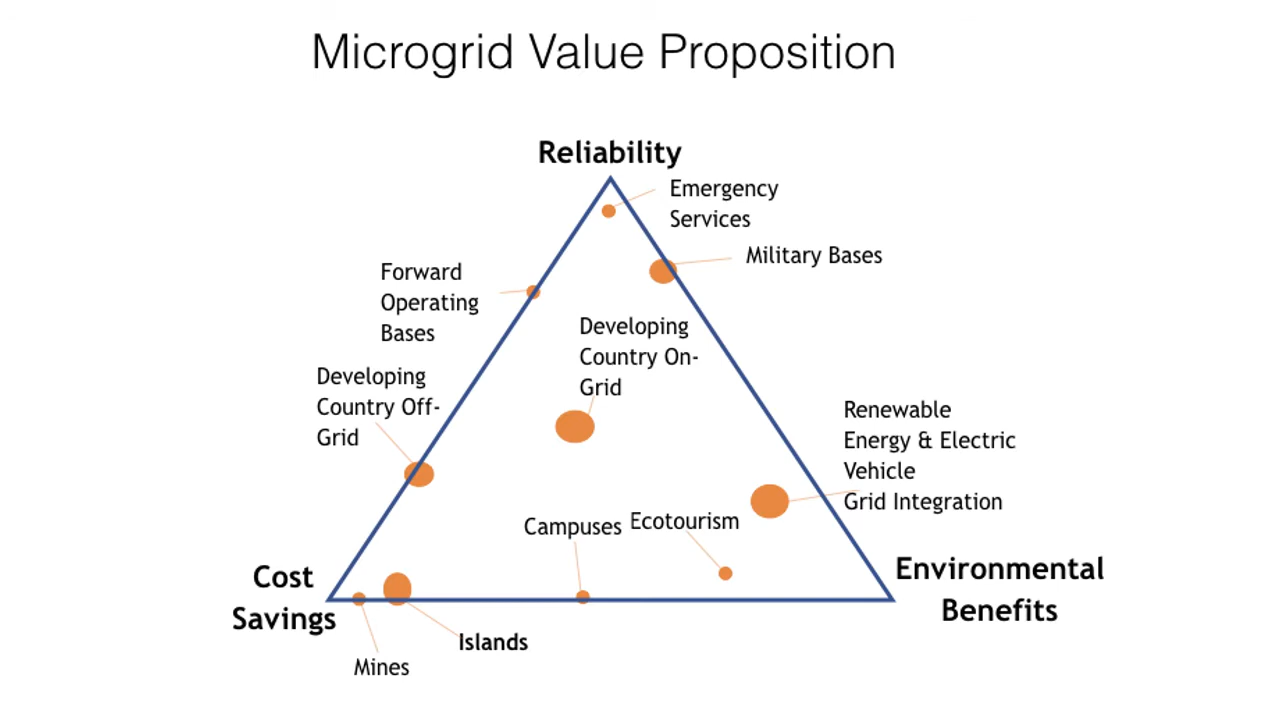 Microgrid Value Proposition
Reliability
Emergency
Services
Military Bases
Forward
Operating
Bases
Developing
Country On-
Grid
Developing
Country Off-
Grid
Renewable
Energy & Electric
Vehicle
Grid Integration
Campuses
Ecotourism
Cost
Savings
Environmental
Benefits
Islands
Mines